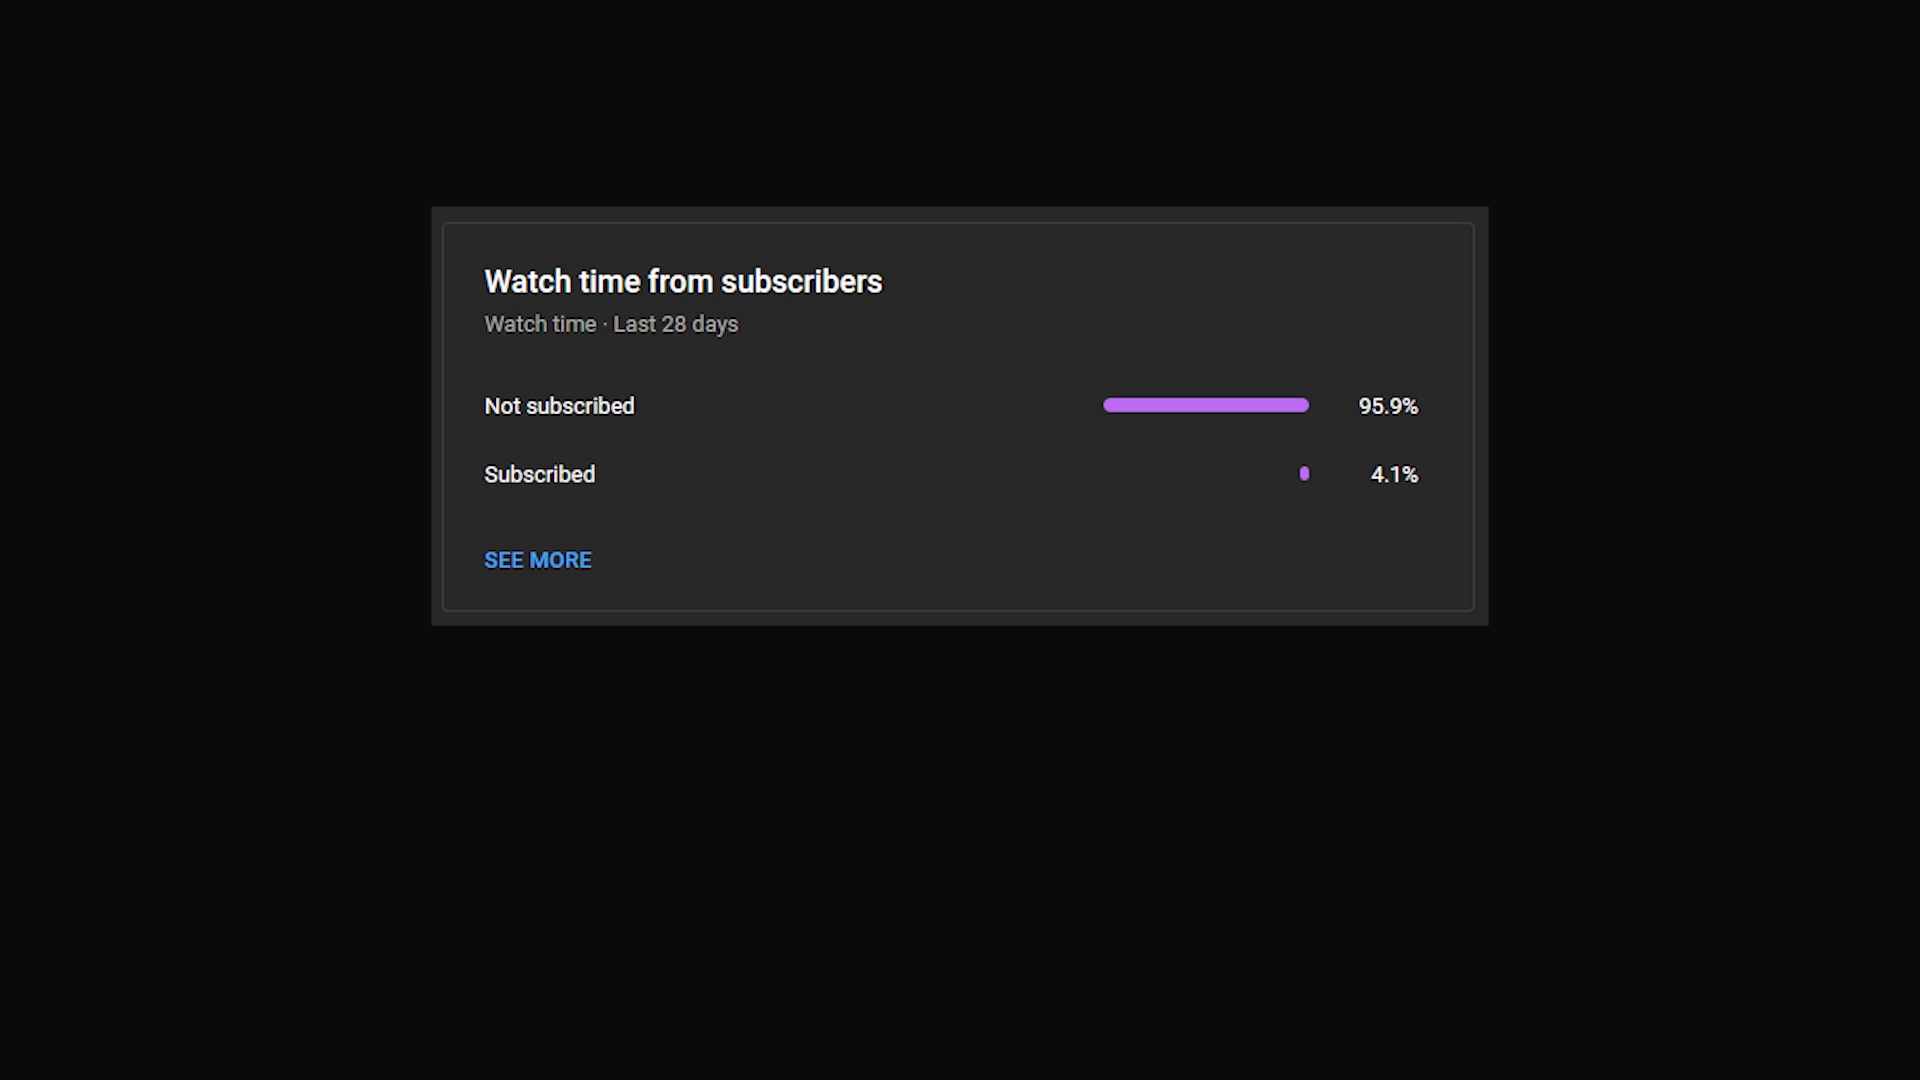 Watch time from subscribers
Watch time · Last 28 days
Not subscribed 95.9%
Subscribed 4.1%
SEE MORE